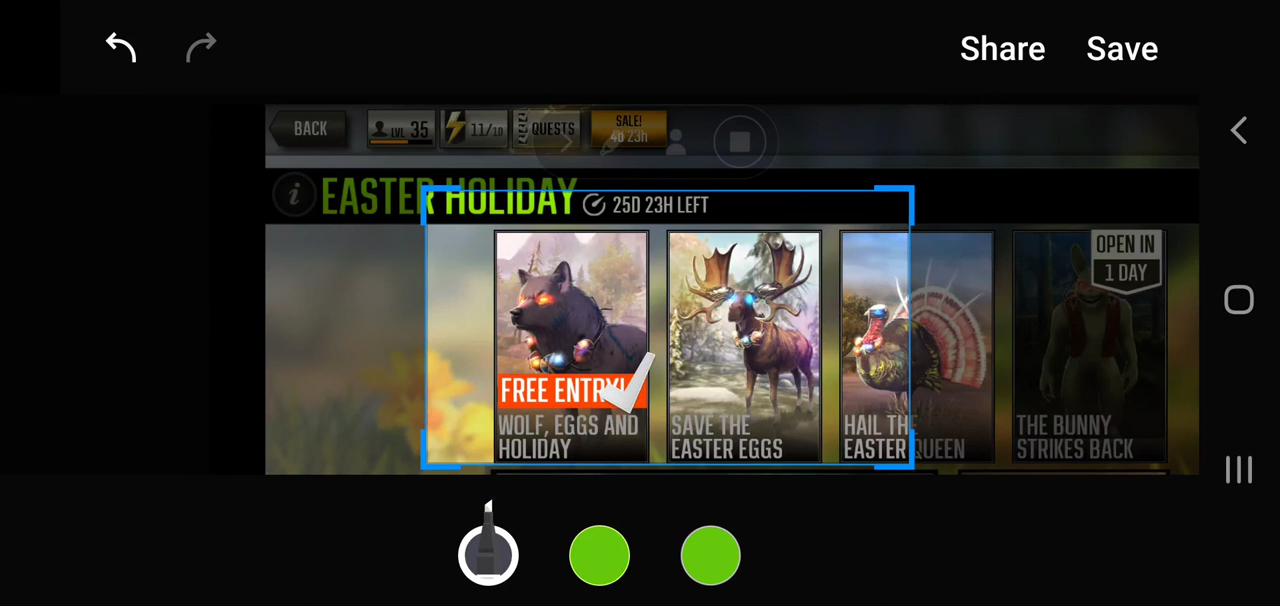 Share Save
BACK LVL 35 11/10 QUESTS SALE!
4D 23H
i EASTER HOLIDAY 25D 23H LEFT
OPEN IN
1 DAY
FREE ENTRY!
WOLF, EGGS AND
HOLIDAY
SAVE THE
EASTER EGGS
HAIL THE
EASTER QUEEN
THE BUNNY
STRIKES BACK